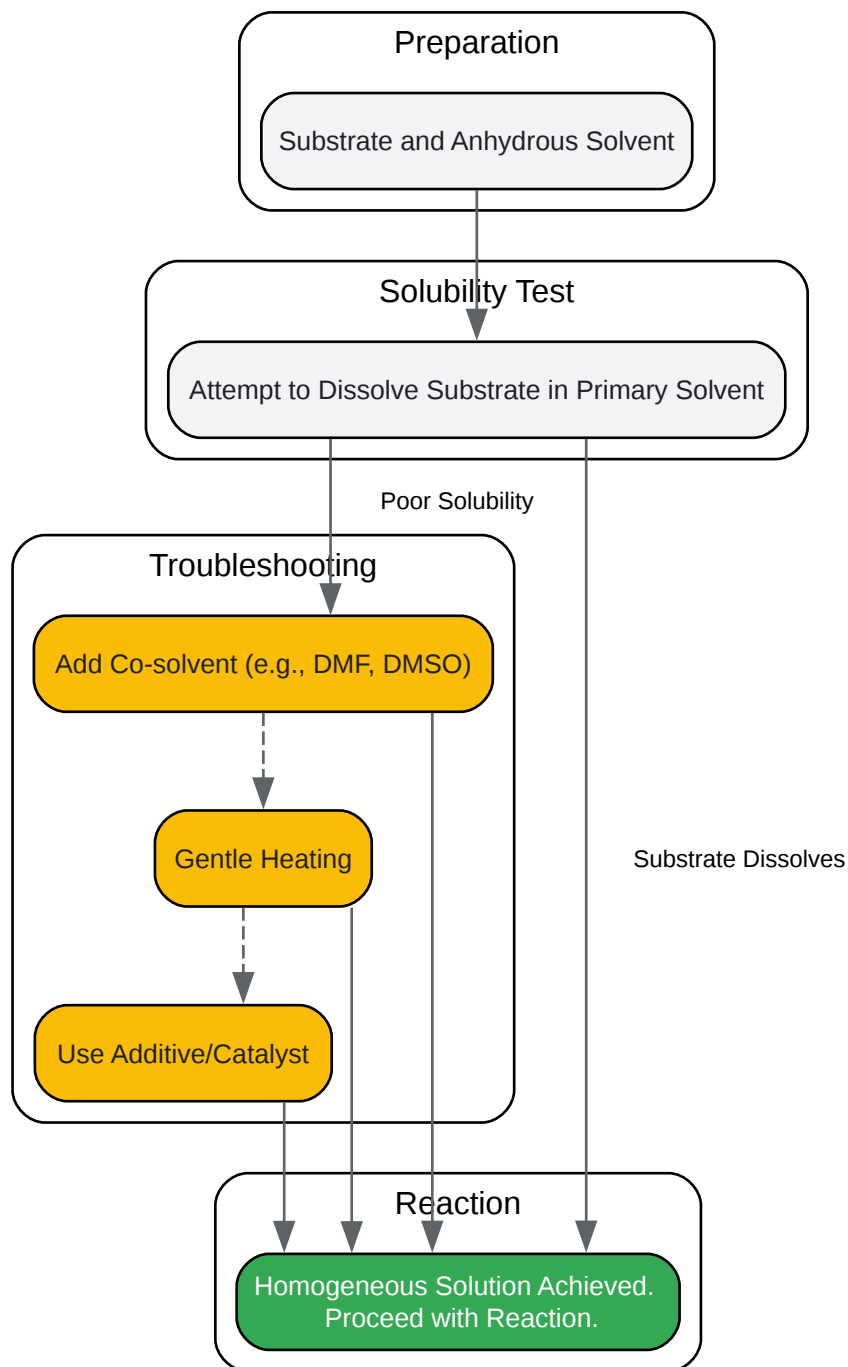 Preparation
Substrate and Anhydrous Solvent
Solubility Test
Attempt to Dissolve Substrate in Primary Solvent
Poor Solubility
Troubleshooting
Add Co-solvent (e.g., DMF, DMSO)
Gentle Heating
Substrate Dissolves
Use Additive/Catalyst
Reaction
Homogeneous Solution Achieved.
Proceed with Reaction.